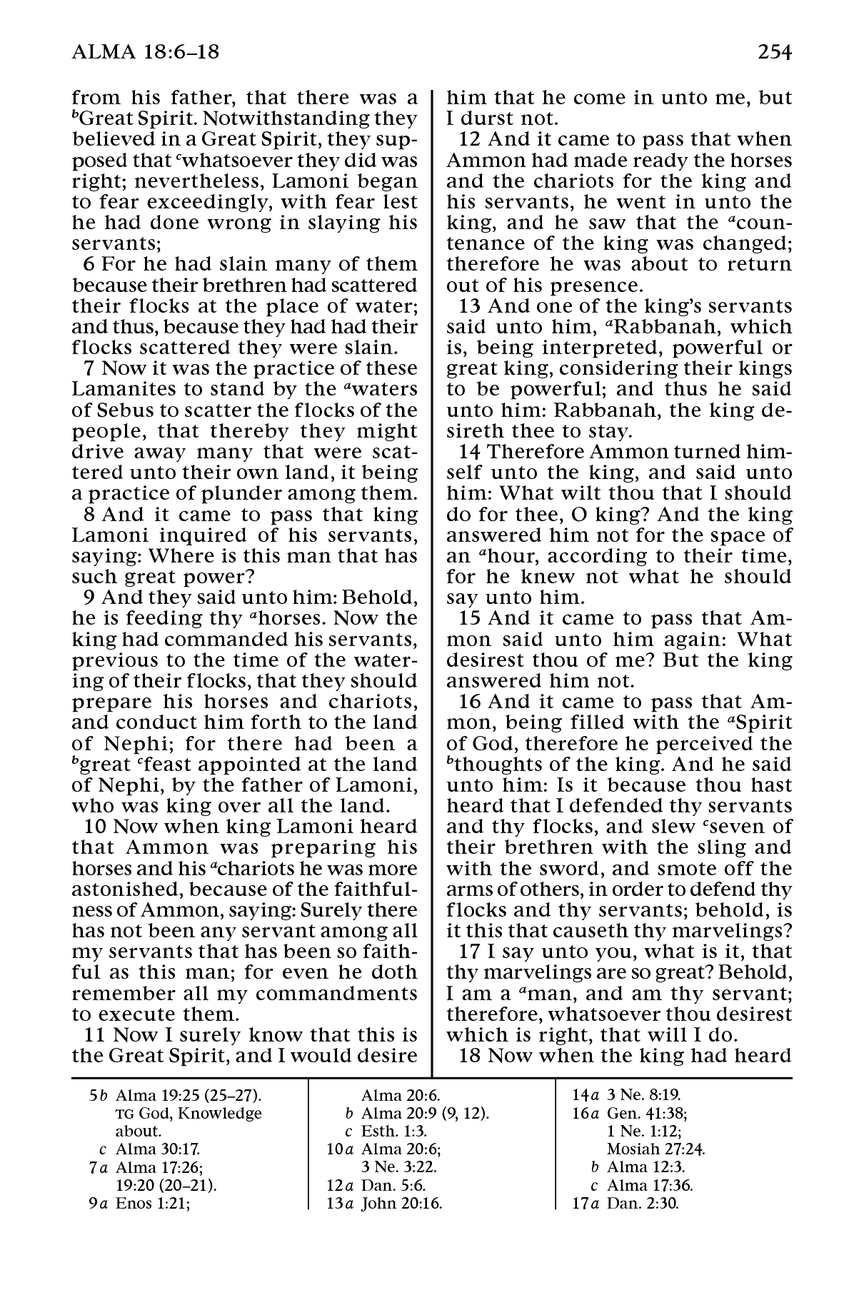 ALMA 18:6–18
254
from his father, that there was a
bGreat Spirit. Notwithstanding they
believed in a Great Spirit, they sup-
posed that cwhatsoever they did was
right; nevertheless, Lamoni began
to fear exceedingly, with fear lest
he had done wrong in slaying his
servants;
6 For he had slain many of them
because their brethren had scattered
their flocks at the place of water;
and thus, because they had had their
flocks scattered they were slain.
7 Now it was the practice of these
Lamanites to stand by the awaters
of Sebus to scatter the flocks of the
people, that thereby they might
drive away many that were scat-
tered unto their own land, it being
a practice of plunder among them.
8 And it came to pass that king
Lamoni inquired of his servants,
saying: Where is this man that has
such great power?
9 And they said unto him: Behold,
he is feeding thy ahorses. Now the
king had commanded his servants,
previous to the time of the water-
ing of their flocks, that they should
prepare his horses and chariots,
and conduct him forth to the land
of Nephi; for there had been a
bgreat cfeast appointed at the land
of Nephi, by the father of Lamoni,
who was king over all the land.
10 Now when king Lamoni heard
that Ammon was preparing his
horses and his achariots he was more
astonished, because of the faithful-
ness of Ammon, saying: Surely there
has not been any servant among all
my servants that has been so faith-
ful as this man; for even he doth
remember all my commandments
to execute them.
11 Now I surely know that this is
the Great Spirit, and I would desire
him that he come in unto me, but
I durst not.
12 And it came to pass that when
Ammon had made ready the horses
and the chariots for the king and
his servants, he went in unto the
king, and he saw that the acoun-
tenance of the king was changed;
therefore he was about to return
out of his presence.
13 And one of the king's servants
said unto him, aRabbanah, which
is, being interpreted, powerful or
great king, considering their kings
to be powerful; and thus he said
unto him: Rabbanah, the king de-
sireth thee to stay.
14 Therefore Ammon turned him-
self unto the king, and said unto
him: What wilt thou that I should
do for thee, O king? And the king
answered him not for the space of
an ahour, according to their time,
for he knew not what he should
say unto him.
15 And it came to pass that Am-
mon said unto him again: What
desirest thou of me? But the king
answered him not.
16 And it came to pass that Am-
mon, being filled with the aSpirit
of God, therefore he perceived the
bthoughts of the king. And he said
unto him: Is it because thou hast
heard that I defended thy servants
and thy flocks, and slew cseven of
their brethren with the sling and
with the sword, and smote off the
arms of others, in order to defend thy
flocks and thy servants; behold, is
it this that causeth thy marvelings?
17 I say unto you, what is it, that
thy marvelings are so great? Behold,
I am a aman, and am thy servant;
therefore, whatsoever thou desirest
which is right, that will I do.
18 Now when the king had heard
5b Alma 19:25 (25–27).
TG God, Knowledge
about.
c Alma 30:17.
7a Alma 17:26;
19:20 (20–21).
9a Enos 1:21;
Alma 20:6.
b Alma 20:9 (9, 12).
c Esth. 1:3.
10a Alma 20:6;
3 Ne. 3:22.
12a Dan. 5:6.
13a John 20:16.
14a 3 Ne. 8:19.
16a Gen. 41:38;
1 Ne. 1:12;
Mosiah 27:24.
b Alma 12:3.
c Alma 17:36.
17a Dan. 2:30.